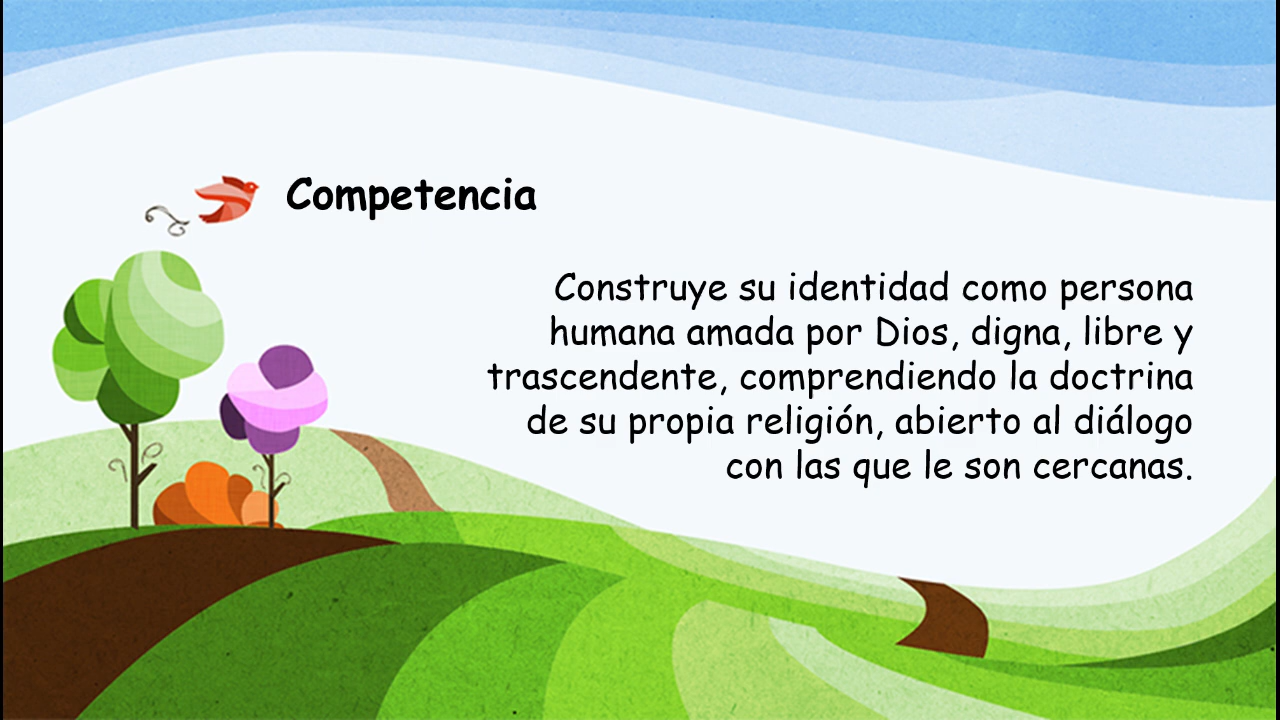 Competencia
Construye su identidad como persona
humana amada por Dios, digna, libre y
trascendente, comprendiendo la doctrina
de su propia religión, abierto al diálogo
con las que le son cercanas.